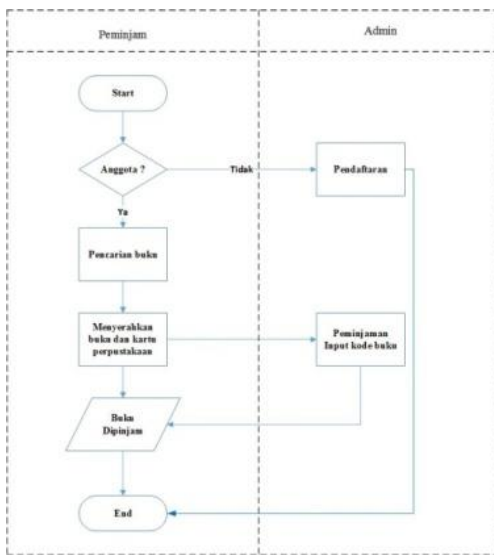 Peminjam
Admin
Start
Anggota ?
Tidak
Pendaftaran
Ya
Pencarian buku
Menyerahkan
buku dan kartu
perpustakaan
Peminjaman
Input kode buku
Buku
Dipinjam
End